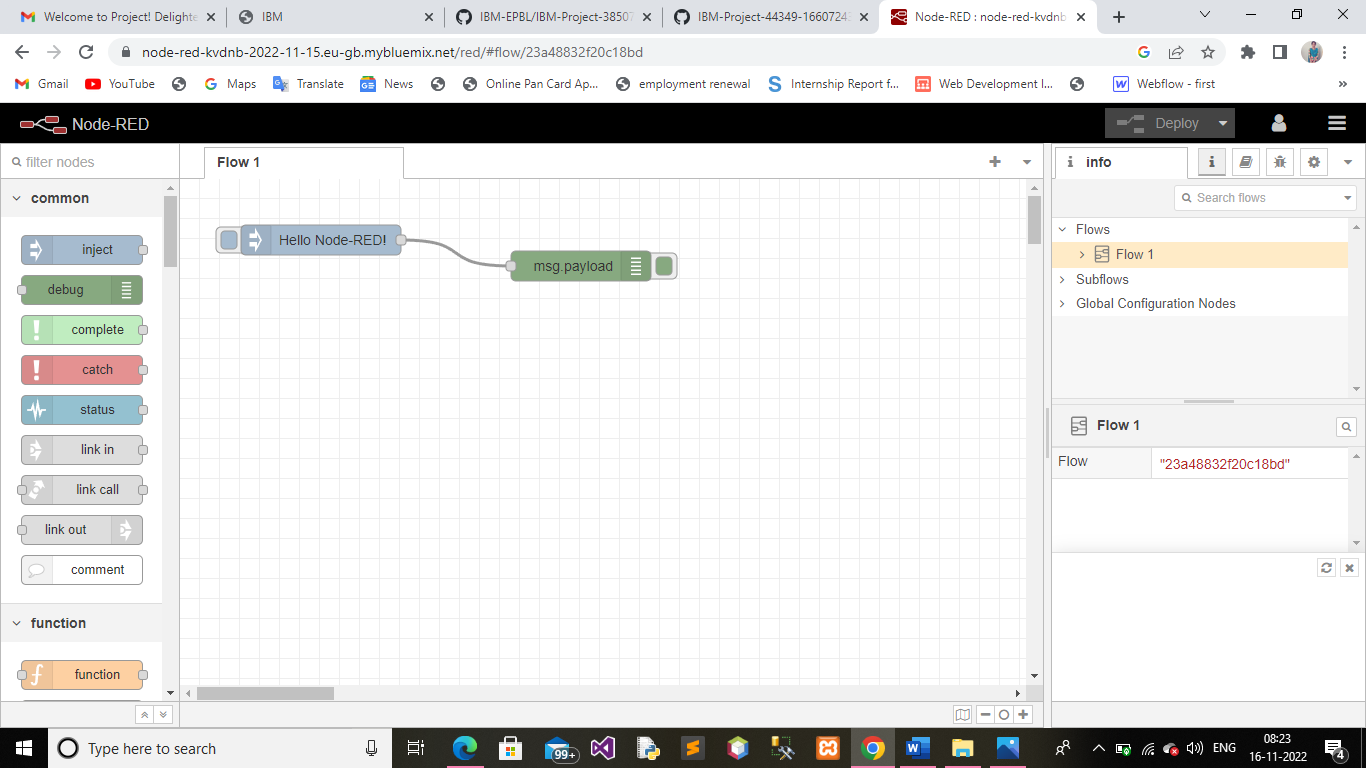 Welcome to Project! Delighte
IBM
IBM-EPBL/IBM-Project-38507
IBM-Project-44349-1660724
Node-RED : node-red-kvdnb
node-red-kvdnb-2022-11-15.eu-gb.mybluemix.net/red/#flow/23a48832f20c18bd
Gmail
YouTube
Maps
Translate
News
Online Pan Card Ap...
employment renewal
Internship Report f...
Web Development I...
Webflow - first
»
Node-RED
Deploy
filter nodes
Flow 1
info
common
Search flows
inject
debug
complete
catch
status
link in
link call
link out
comment
function
function
Hello Node-RED!
msg.payload
Flows
Flow 1
Subflows
Global Configuration Nodes
Flow 1
Flow
"23a48832f20c18bd"
Type here to search
99+
ENG
08:23
16-11-2022
4